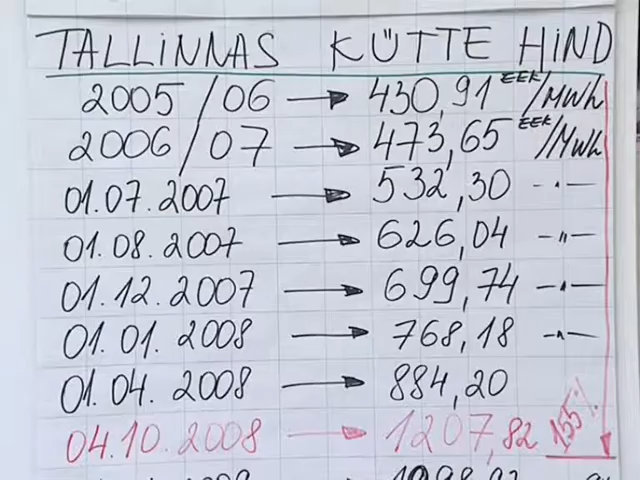 TALLINNAS KÜTTE HIND
2005/06 → 430,91 EEK/MWh
2006/07 → 473,65 EEK/MWh
01.07.2007 → 532,30 -"-
01.08.2007 → 626,04 -"-
01.12.2007 → 699,74 -"-
01.01.2008 → 768,18 -"-
01.04.2008 → 884,20
04.10.2008 → 1207,82 155%